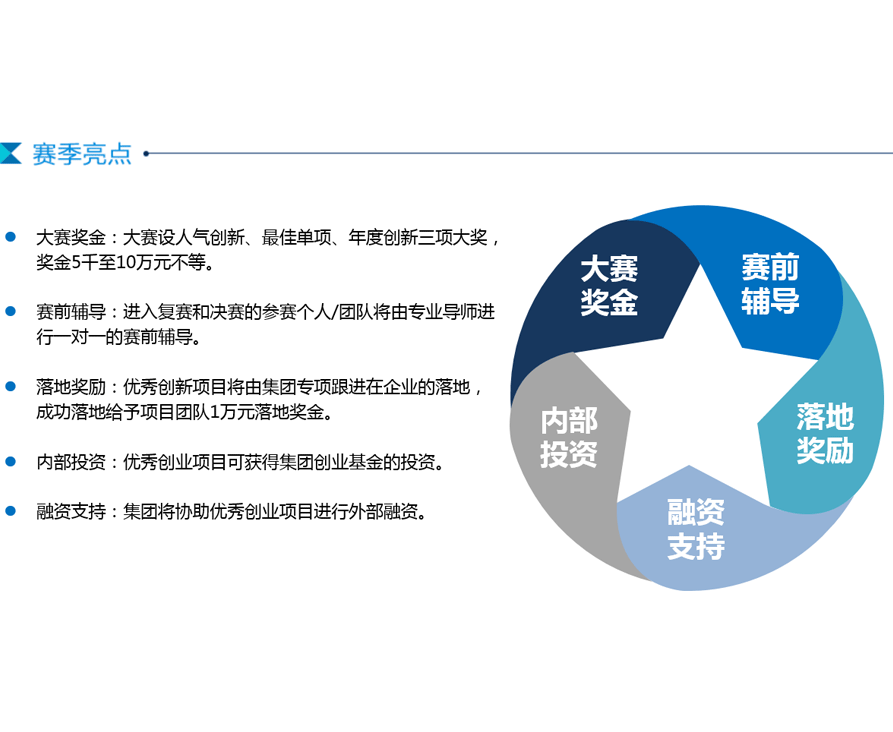 赛季亮点
大赛奖金：大赛设人气创新、最佳单项、年度创新三项大奖，
奖金5千至10万元不等。
赛前辅导：进入复赛和决赛的参赛个人/团队将由专业导师进
行一对一的赛前辅导。
落地奖励：优秀创新项目将由集团专项跟进在企业的落地，
成功落地给予项目团队1万元落地奖金。
内部投资：优秀创业项目可获得集团创业基金的投资。
融资支持：集团将协助优秀创业项目进行外部融资。
大赛
奖金
赛前
辅导
落地
奖励
融资
支持
内部
投资